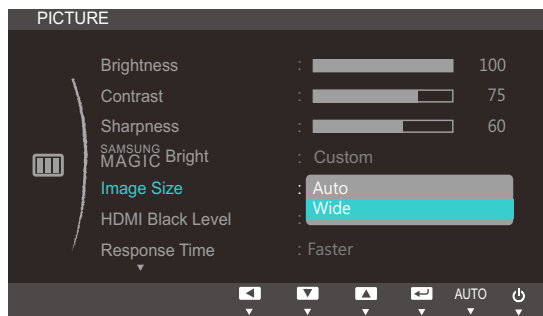 PICTURE
Brightness : 100
Contrast : 75
Sharpness : 60
SAMSUNG MAGIC Bright : Custom
Image Size : Auto
Wide
HDMI Black Level :
Response Time : Faster
AUTO